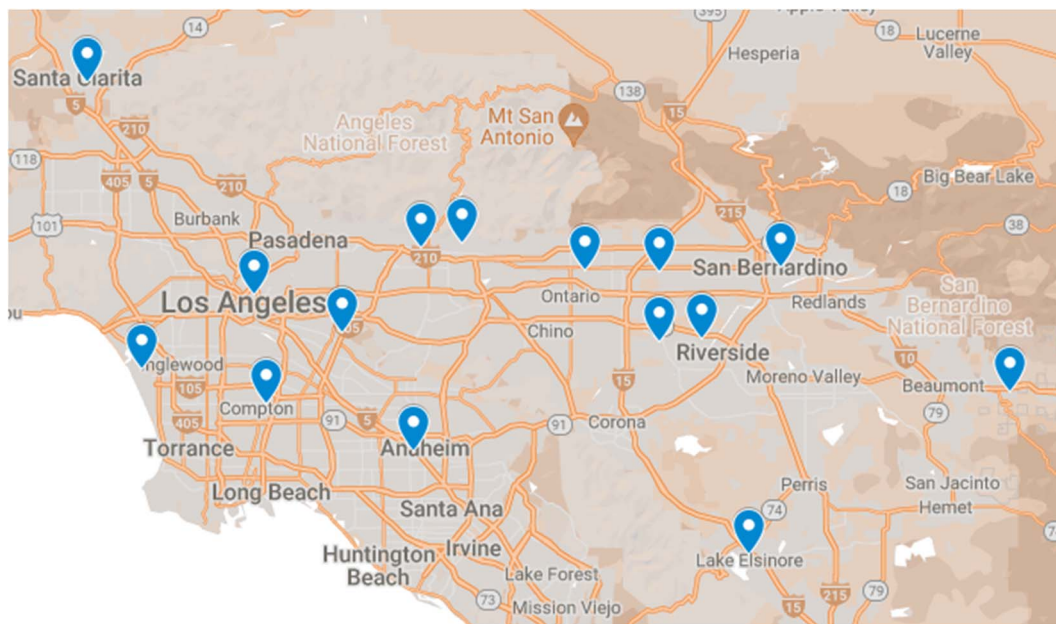 395
Apple Valley
14
18
Lucerne
Valley
Hesperia
Santa Clarita
5
138
15
Mt San
Antonio
Angeles
National Forest
210
118
405
5
210
Big Bear Lake
18
101
Burbank
215
38
Pasadena
210
San Bernardino
Los Angeles
Ontario
Redlands
San
Bernardino
National Forest
ou
605
Chino
Riverside
10
Inglewood
105
Compton
15
Moreno Valley
Beaumont
405
91
5
91
Corona
79
Torrance
Anaheim
Long Beach
Santa Ana
Perris
San Jacinto
Hemet
74
Huntington
Beach
Irvine
Lake Elsinore
Lake Forest
73
Mission Viejo
15
215
79